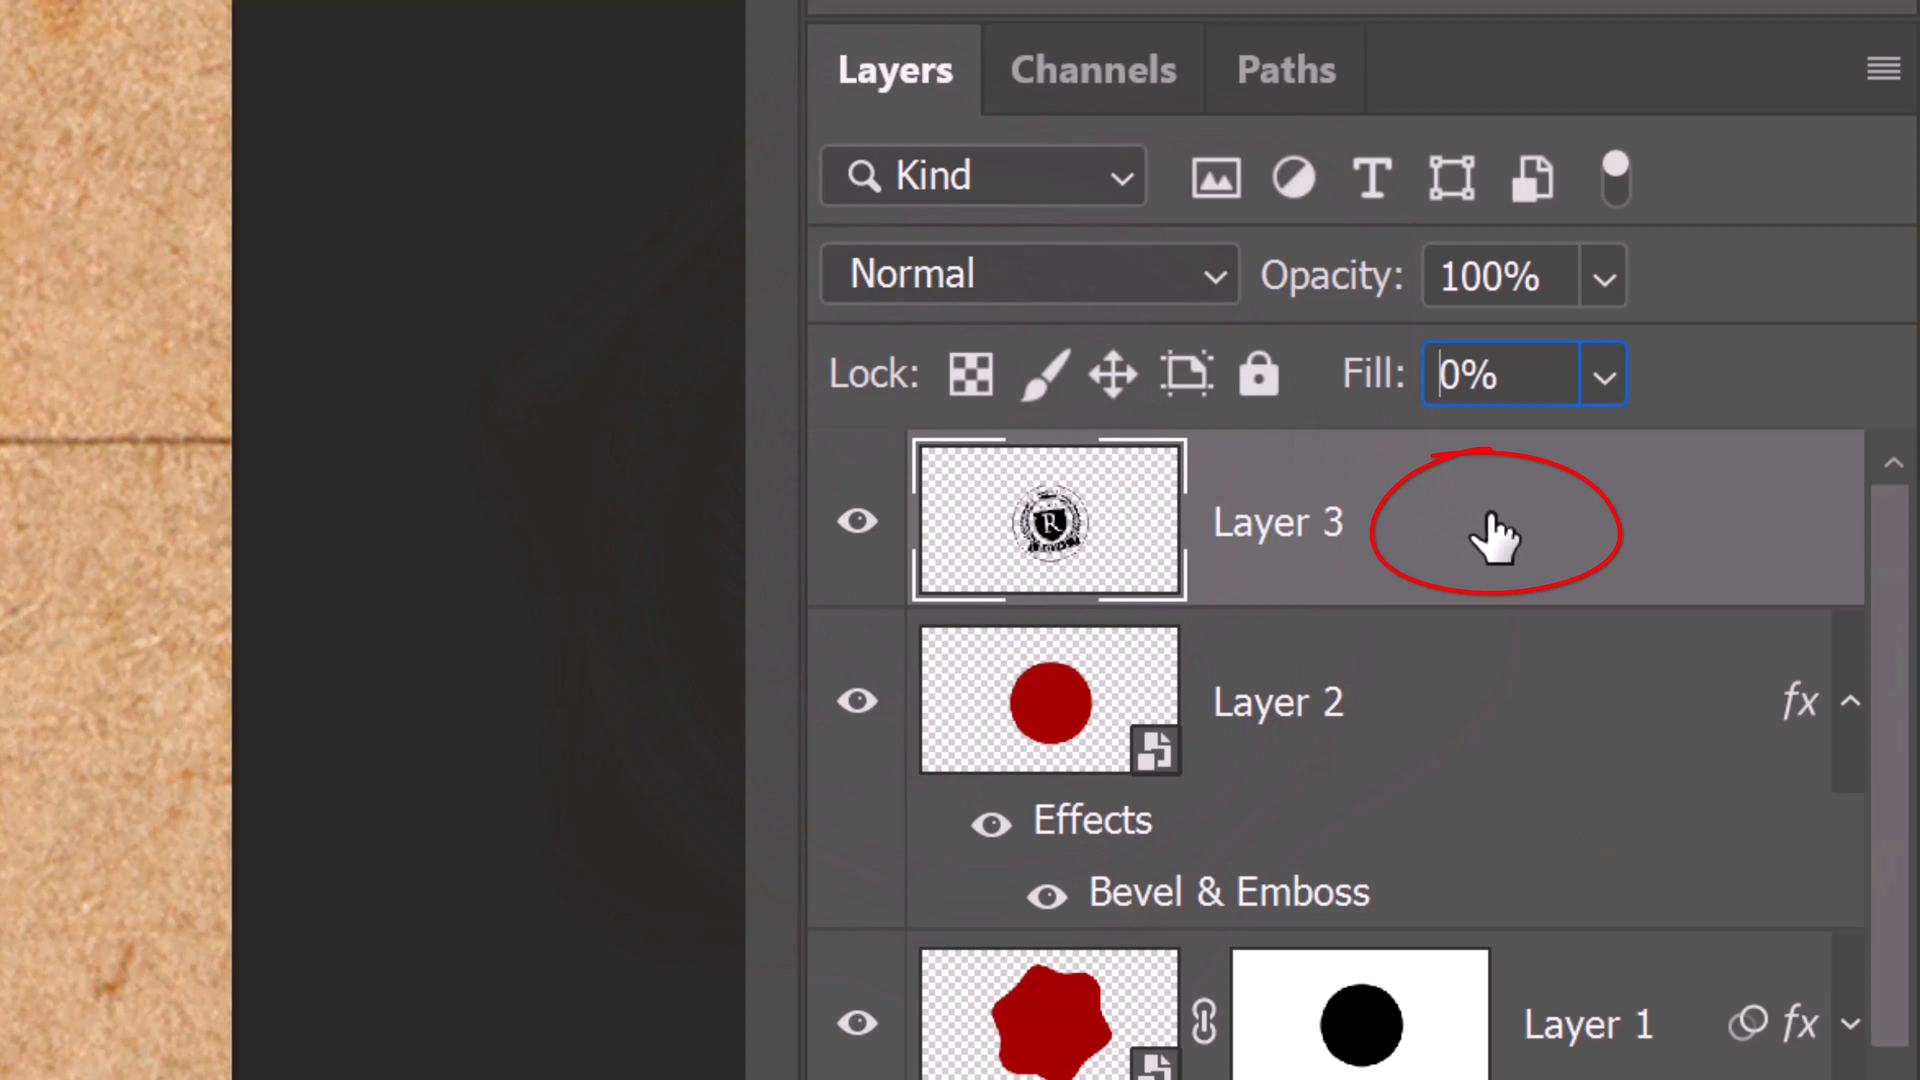 Layers Channels Paths
Kind
Normal Opacity: 100%
Lock: Fill: 0%
R
Layer 3
Layer 2 fx
Effects
Bevel & Emboss
Layer 1 fx